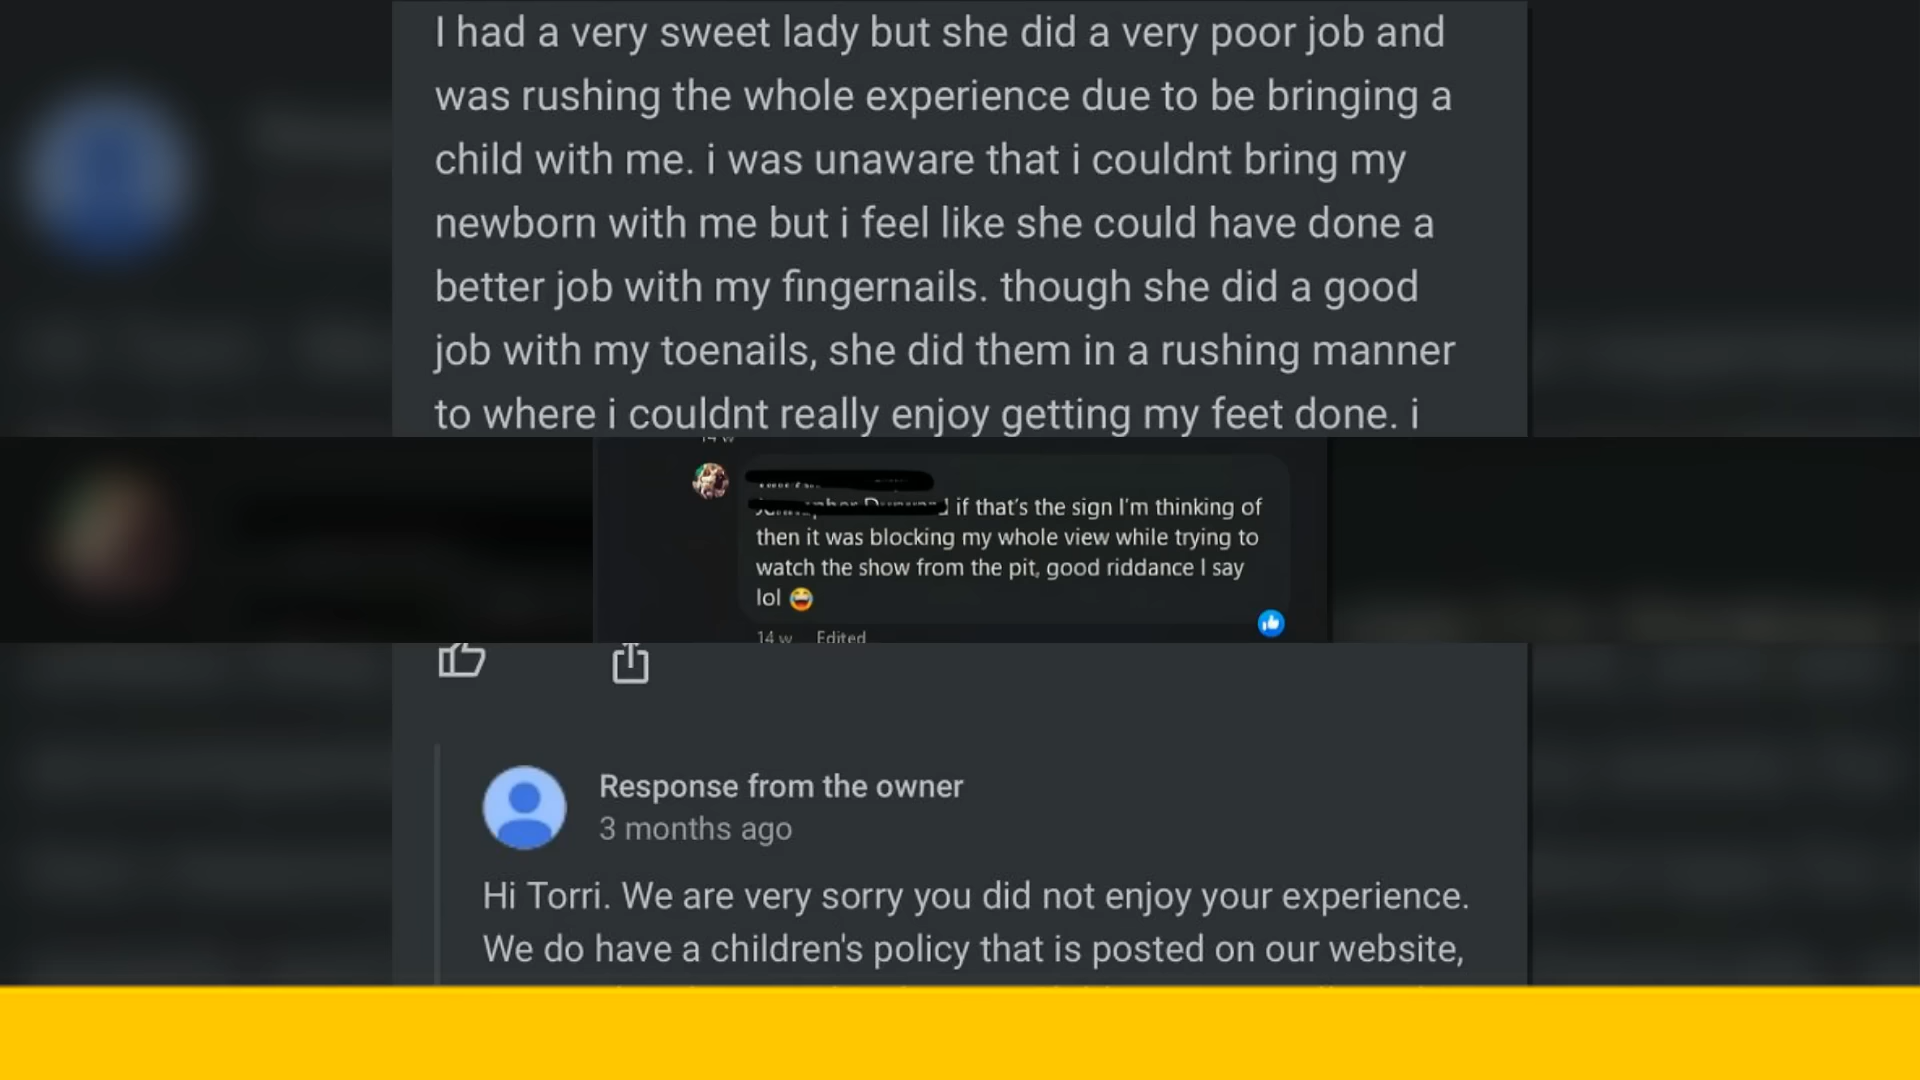 I had a very sweet lady but she did a very poor job and
was rushing the whole experience due to be bringing a
child with me. i was unaware that i couldnt bring my
newborn with me but i feel like she could have done a
better job with my fingernails. though she did a good
job with my toenails, she did them in a rushing manner
to where i couldnt really enjoy getting my feet done. i
if that's the sign I'm thinking of
then it was blocking my whole view while trying to
watch the show from the pit, good riddance I say
lol 😂
14 w Edited
Response from the owner
3 months ago
Hi Torri. We are very sorry you did not enjoy your experience.
We do have a children's policy that is posted on our website,